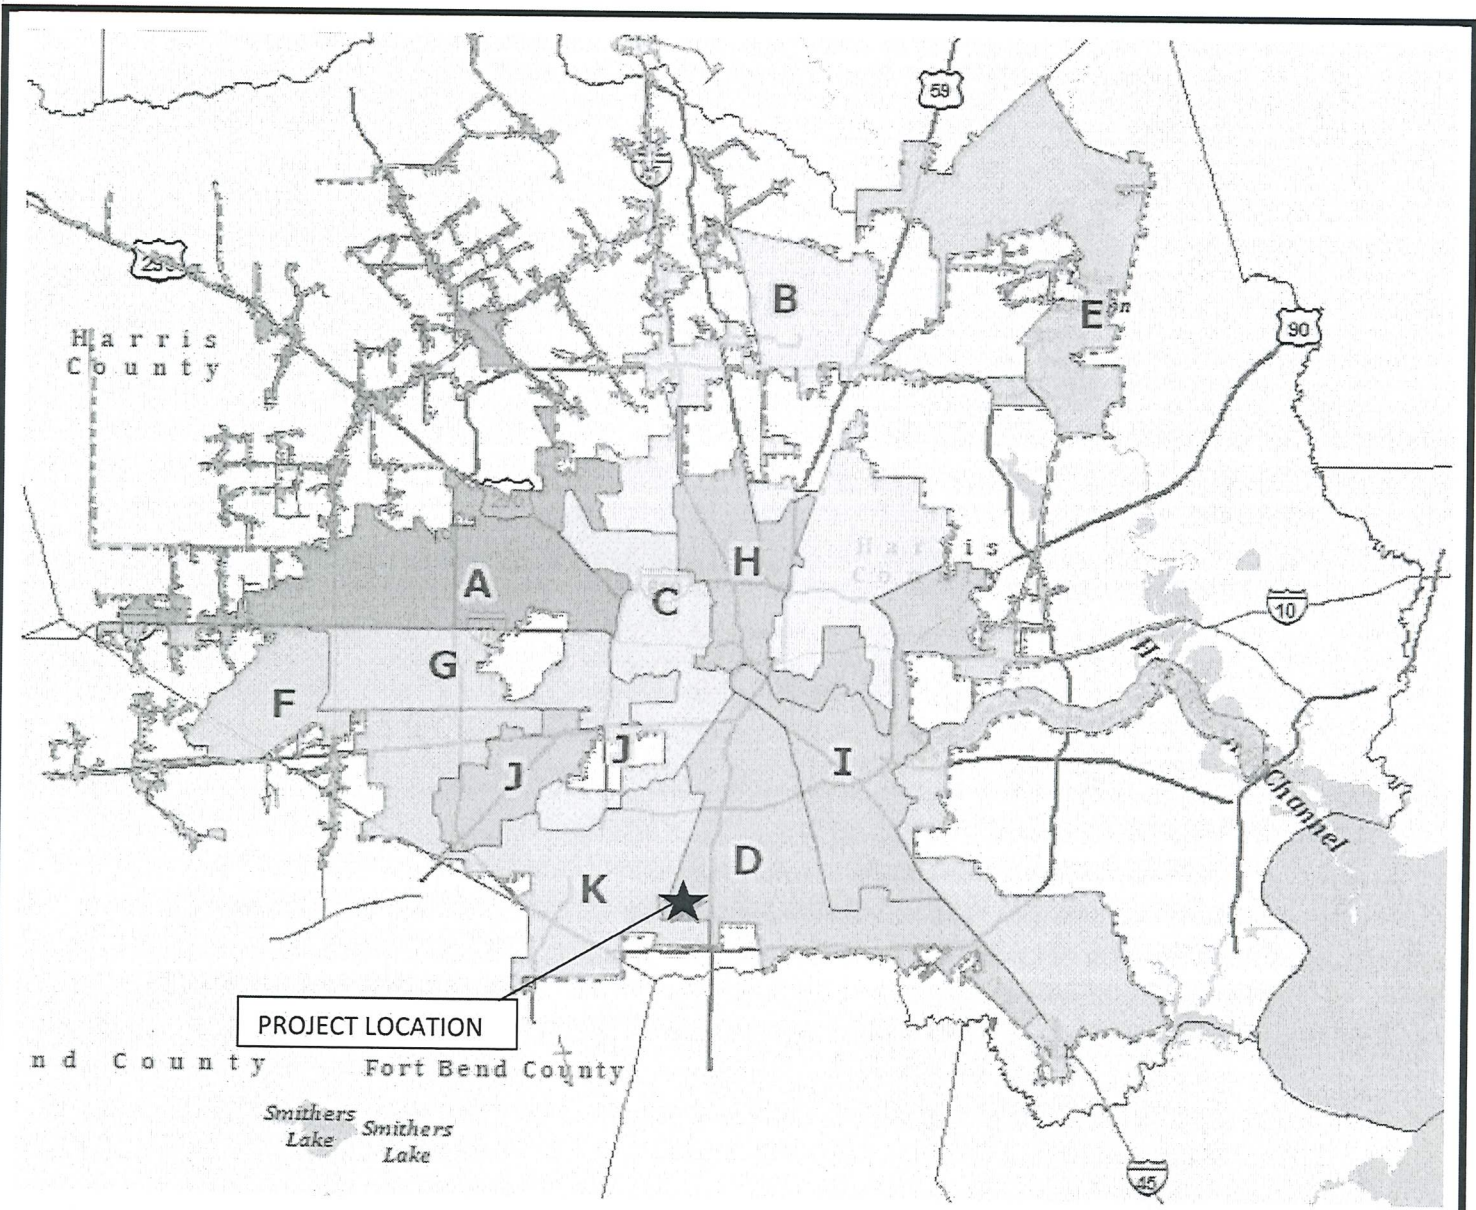 59
B
E
90
Harris
County
A
H
C
Harris
Co
10
G
F
J
J
I
H
D
K
Channel
PROJECT LOCATION
nd County
Fort Bend County
Smithers
Lake
Smithers
Lake
45